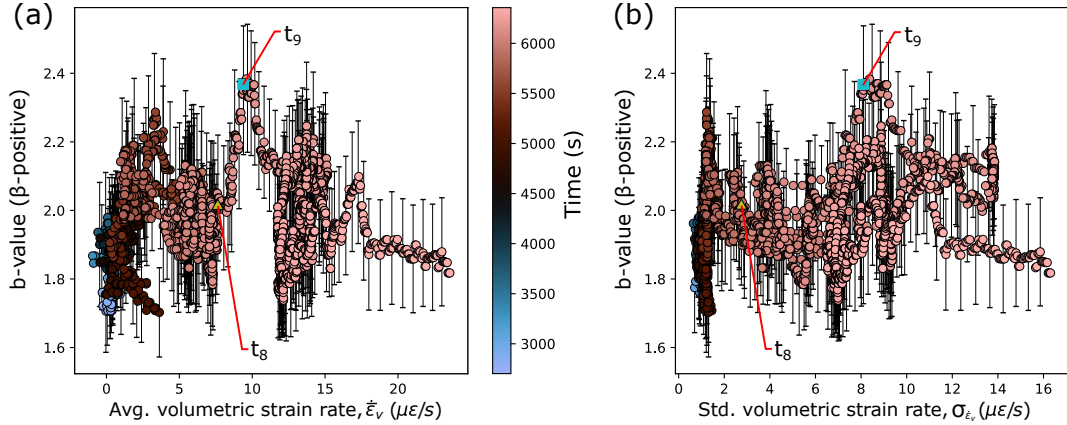 (a)
b-value (β-positive)
2.4
2.2
2.0
1.8
1.6
t₉
t₈
0
5
10
15
20
Avg. volumetric strain rate, ε̇̄ᵥ (με/s)
6000
5500
5000
4500
4000
3500
3000
Time (s)
(b)
b-value (β-positive)
2.4
2.2
2.0
1.8
1.6
t₉
t₈
0
2
4
6
8
10
12
14
16
Std. volumetric strain rate, σ_ε̇ᵥ (με/s)